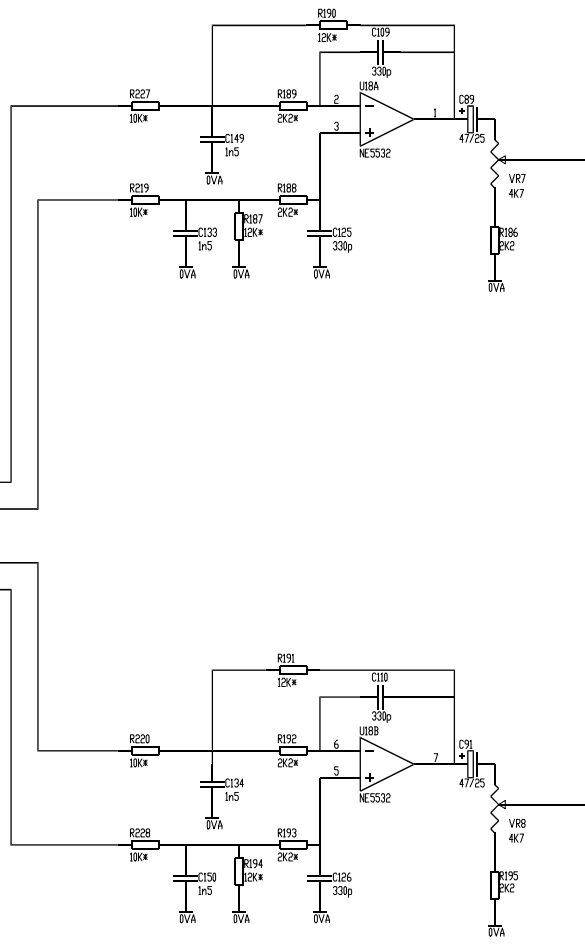 R190
12K*
C109
330p
U18A
R227
10K*
R189
2K2*
2
3
1
NE5532
C89
+
47/25
C149
1n5
0VA
VR7
4K7
R219
10K*
R188
2K2*
C133
1n5
R187
12K*
C125
330p
R186
2K2
0VA
0VA
0VA
0VA
R191
12K*
C110
330p
U18B
R220
10K*
R192
2K2*
6
5
7
NE5532
C91
+
47/25
C134
1n5
0VA
VR8
4K7
R228
10K*
R193
2K2*
C150
1n5
R194
12K*
C126
330p
R195
2K2
0VA
0VA
0VA
0VA